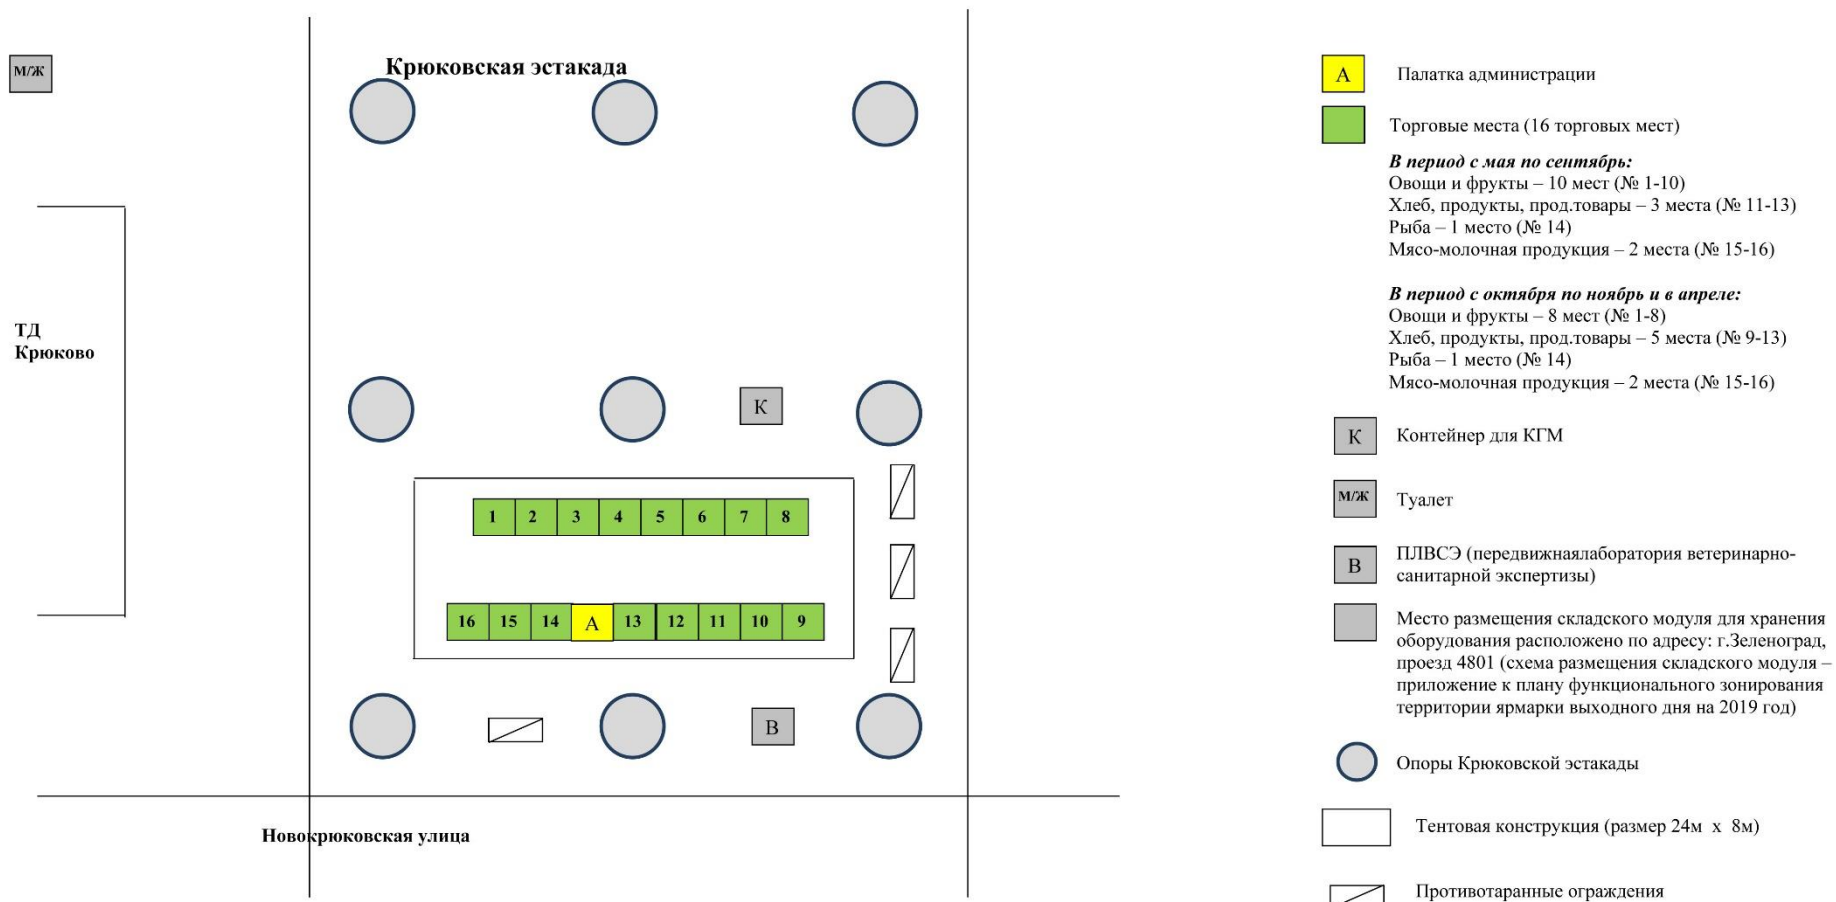 М/Ж
Крюковская эстакада
ТД
Крюково
К
1 2 3 4 5 6 7 8
16 15 14 А 13 12 11 10 9
В
Новокрюковская улица
А Палатка администрации
Торговые места (16 торговых мест)
В период с мая по сентябрь:
Овощи и фрукты – 10 мест (№ 1-10)
Хлеб, продукты, прод.товары – 3 места (№ 11-13)
Рыба – 1 место (№ 14)
Мясо-молочная продукция – 2 места (№ 15-16)
В период с октября по ноябрь и в апреле:
Овощи и фрукты – 8 мест (№ 1-8)
Хлеб, продукты, прод.товары – 5 места (№ 9-13)
Рыба – 1 место (№ 14)
Мясо-молочная продукция – 2 места (№ 15-16)
К Контейнер для КГМ
М/Ж Туалет
В ПЛВСЭ (передвижнаялаборатория ветеринарно-
санитарной экспертизы)
Место размещения складского модуля для хранения
оборудования расположено по адресу: г.Зеленоград,
проезд 4801 (схема размещения складского модуля –
приложение к плану функционального зонирования
территории ярмарки выходного дня на 2019 год)
Опоры Крюковской эстакады
Тентовая конструкция (размер 24м х 8м)
Противотаранные ограждения